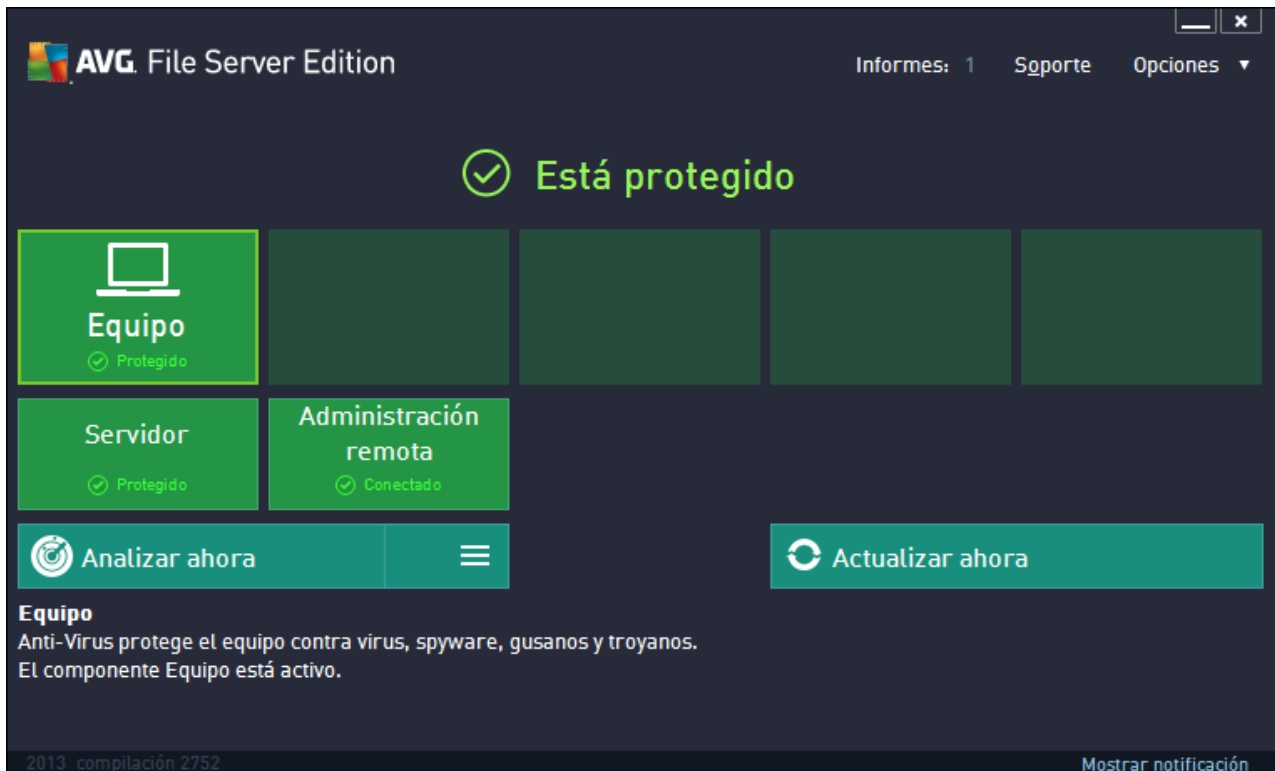 AVG. File Server Edition
Informes: 1 Soporte Opciones
Está protegido
Equipo
Protegido
Servidor
Protegido
Administración
remota
Conectado
Analizar ahora
Actualizar ahora
Equipo
Anti-Virus protege el equipo contra virus, spyware, gusanos y troyanos.
El componente Equipo está activo.
2013 compilación 2752
Mostrar notificación